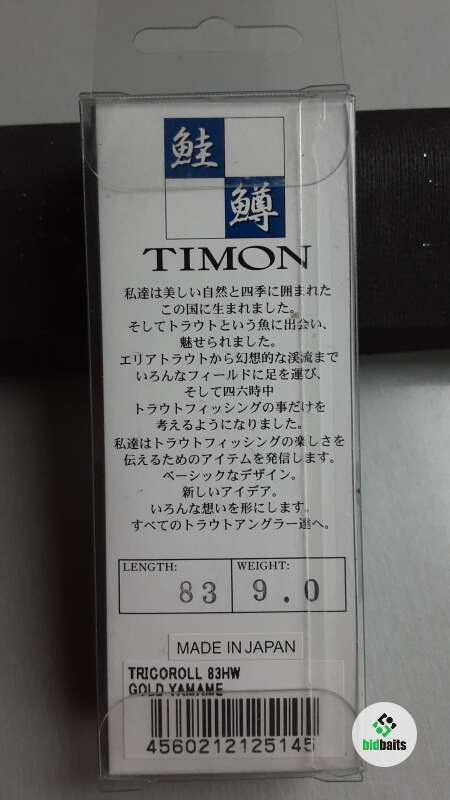 鮭
鱒
TIMON
私達は美しい自然と四季に囲まれた
この国に生まれました。
そしてトラウトという魚に出会い、
魅せられました。
エリアトラウトから幻想的な渓流まで
いろんなフィールドに足を運び、
そして四六時中
トラウトフィッシングの事だけを
考えるようになりました。
私達はトラウトフィッシングの楽しさを
伝えるためのアイテムを発信します。
ベーシックなデザイン。
新しいアイデア。
いろんな想いを形にします。
すべてのトラウトアングラー達へ。
LENGTH: WEIGHT:
83 9.0
MADE IN JAPAN
TRICOROLL 83HW
GOLD YAMAME
4560212125145
bidbaits